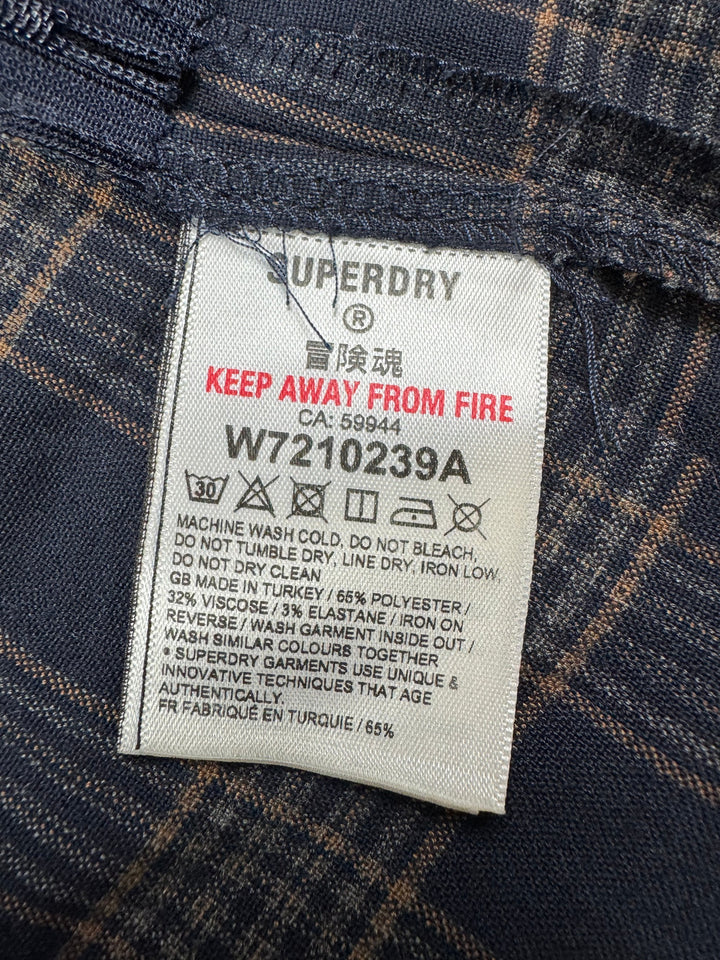 SUPERDRY
®
冒険魂
KEEP AWAY FROM FIRE
CA: 59944
W7210239A
30
MACHINE WASH COLD, DO NOT BLEACH,
DO NOT TUMBLE DRY, LINE DRY, IRON LOW,
DO NOT DRY CLEAN
GB MADE IN TURKEY / 65% POLYESTER /
32% VISCOSE / 3% ELASTANE / IRON ON
REVERSE / WASH GARMENT INSIDE OUT /
WASH SIMILAR COLOURS TOGETHER
• SUPERDRY GARMENTS USE UNIQUE &
INNOVATIVE TECHNIQUES THAT AGE
AUTHENTICALLY.
FR FABRIQUÉ EN TURQUIE / 65%